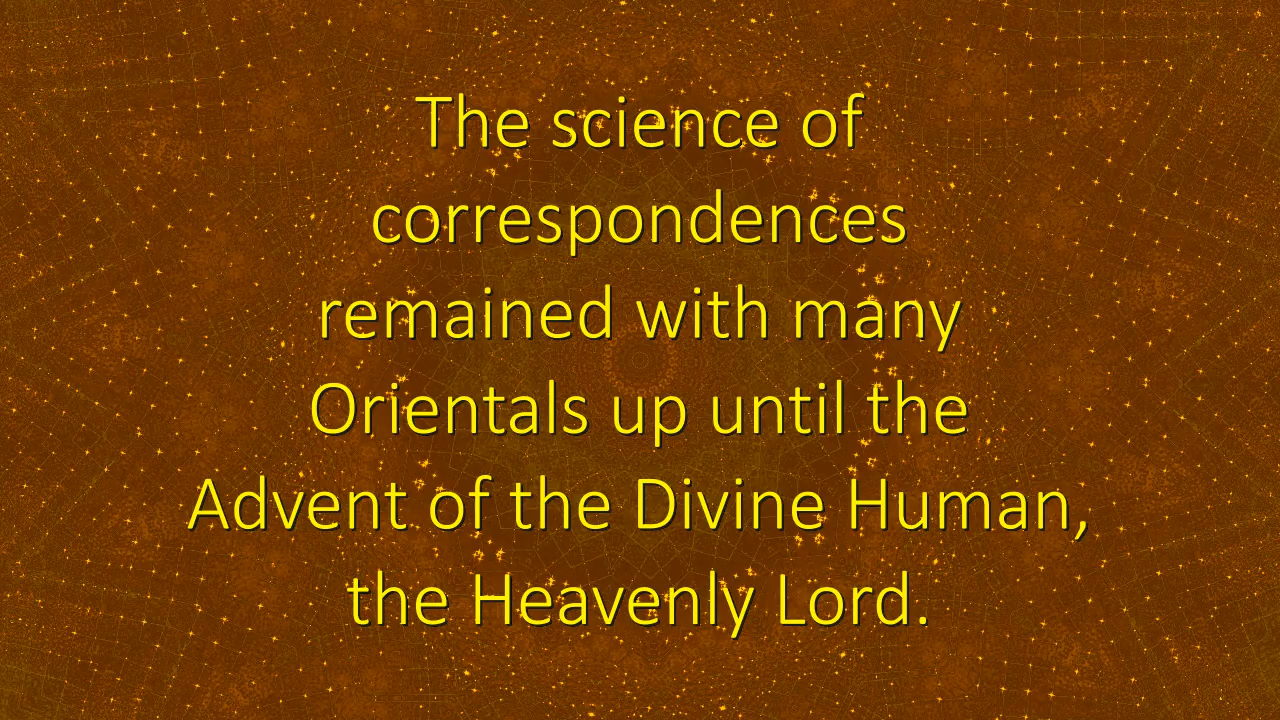 The science of
correspondences
remained with many
Orientals up until the
Advent of the Divine Human,
the Heavenly Lord.